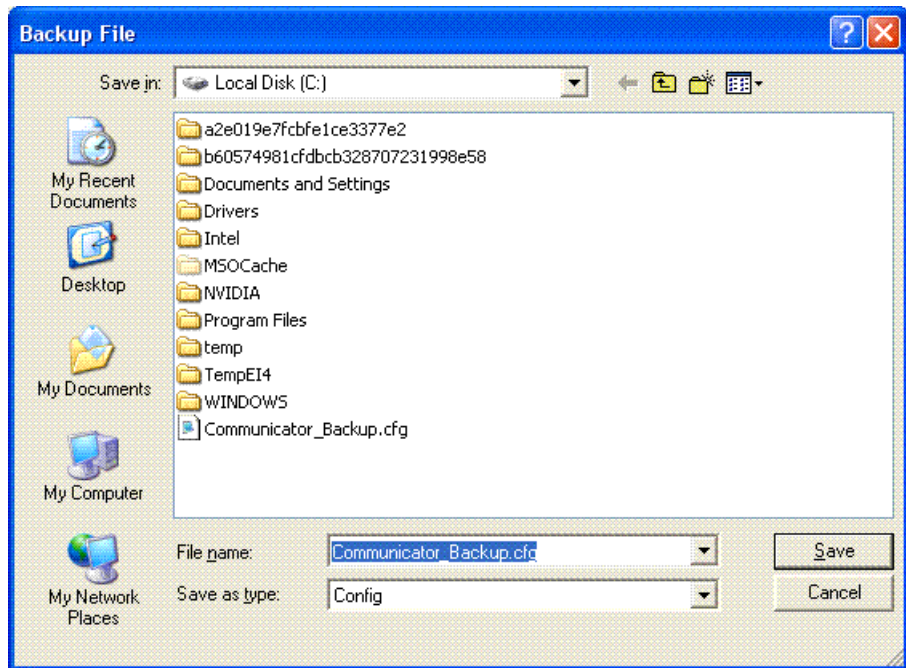 Backup File
Save in: Local Disk (C:)
My Recent Documents
Desktop
My Documents
My Computer
My Network Places
a2e019e7fcbfe1ce3377e2
b60574981cfdbcb328707231998e58
Documents and Settings
Drivers
Intel
MSOCache
NVIDIA
Program Files
temp
TempEI4
WINDOWS
Communicator_Backup.cfg
File name: Communicator_Backup.cfg Save
Save as type: Config Cancel